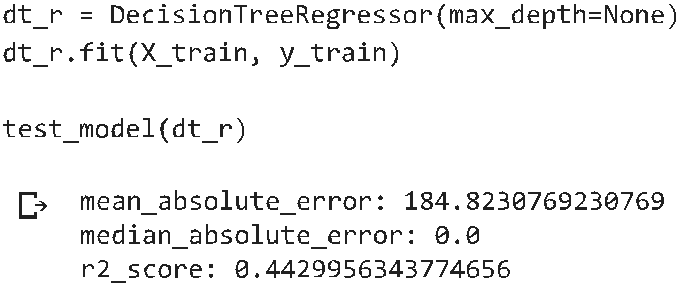 dt_r = DecisionTreeRegressor(max_depth=None)
dt_r.fit(X_train, y_train)
test_model(dt_r)
mean_absolute_error: 184.8230769230769
median_absolute_error: 0.0
r2_score: 0.4429956343774656